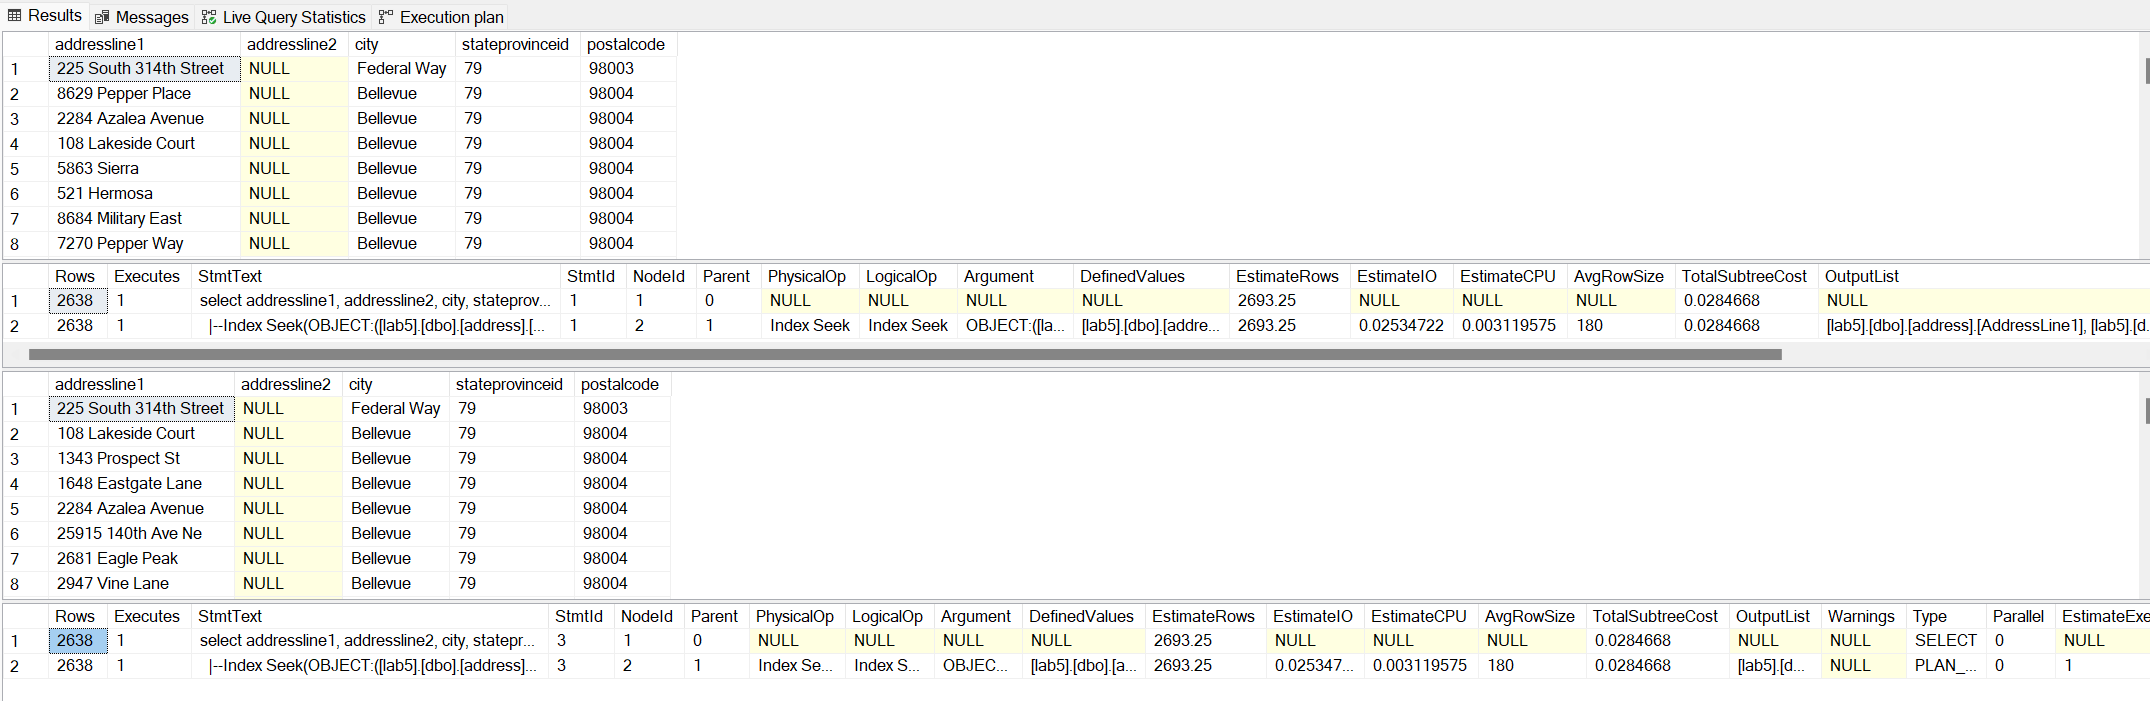 Results Messages Live Query Statistics Execution plan
addressline1 addressline2 city stateprovinceid postalcode
1 225 South 314th Street NULL Federal Way 79 98003
2 8629 Pepper Place NULL Bellevue 79 98004
3 2284 Azalea Avenue NULL Bellevue 79 98004
4 108 Lakeside Court NULL Bellevue 79 98004
5 5863 Sierra NULL Bellevue 79 98004
6 521 Hermosa NULL Bellevue 79 98004
7 8684 Military East NULL Bellevue 79 98004
8 7270 Pepper Way NULL Bellevue 79 98004
Rows Executes StmtText StmtId NodeId Parent PhysicalOp LogicalOp Argument DefinedValues EstimateRows EstimateIO EstimateCPU AvgRowSize TotalSubtreeCost OutputList
1 2638 1 select addressline1, addressline2, city, stateprov... 1 1 0 NULL NULL NULL NULL 2693.25 NULL NULL NULL 0.0284668 NULL
2 2638 1 |--Index Seek(OBJECT:([lab5].[dbo].[address].[... 1 2 1 Index Seek Index Seek OBJECT:([la... [lab5].[dbo].[addre... 2693.25 0.02534722 0.003119575 180 0.0284668 [lab5].[dbo].[address].[AddressLine1], [lab5].[d...
addressline1 addressline2 city stateprovinceid postalcode
1 225 South 314th Street NULL Federal Way 79 98003
2 108 Lakeside Court NULL Bellevue 79 98004
3 1343 Prospect St NULL Bellevue 79 98004
4 1648 Eastgate Lane NULL Bellevue 79 98004
5 2284 Azalea Avenue NULL Bellevue 79 98004
6 25915 140th Ave Ne NULL Bellevue 79 98004
7 2681 Eagle Peak NULL Bellevue 79 98004
8 2947 Vine Lane NULL Bellevue 79 98004
Rows Executes StmtText StmtId NodeId Parent PhysicalOp LogicalOp Argument DefinedValues EstimateRows EstimateIO EstimateCPU AvgRowSize TotalSubtreeCost OutputList Warnings Type Parallel EstimateExe
1 2638 1 select addressline1, addressline2, city, statepr... 3 1 0 NULL NULL NULL NULL 2693.25 NULL NULL NULL 0.0284668 NULL NULL SELECT 0 NULL
2 2638 1 |--Index Seek(OBJECT:([lab5].[dbo].[address]... 3 2 1 Index Se... Index S... OBJEC... [lab5].[dbo].[a... 2693.25 0.025347... 0.003119575 180 0.0284668 [lab5].[d... NULL PLAN_... 0 1